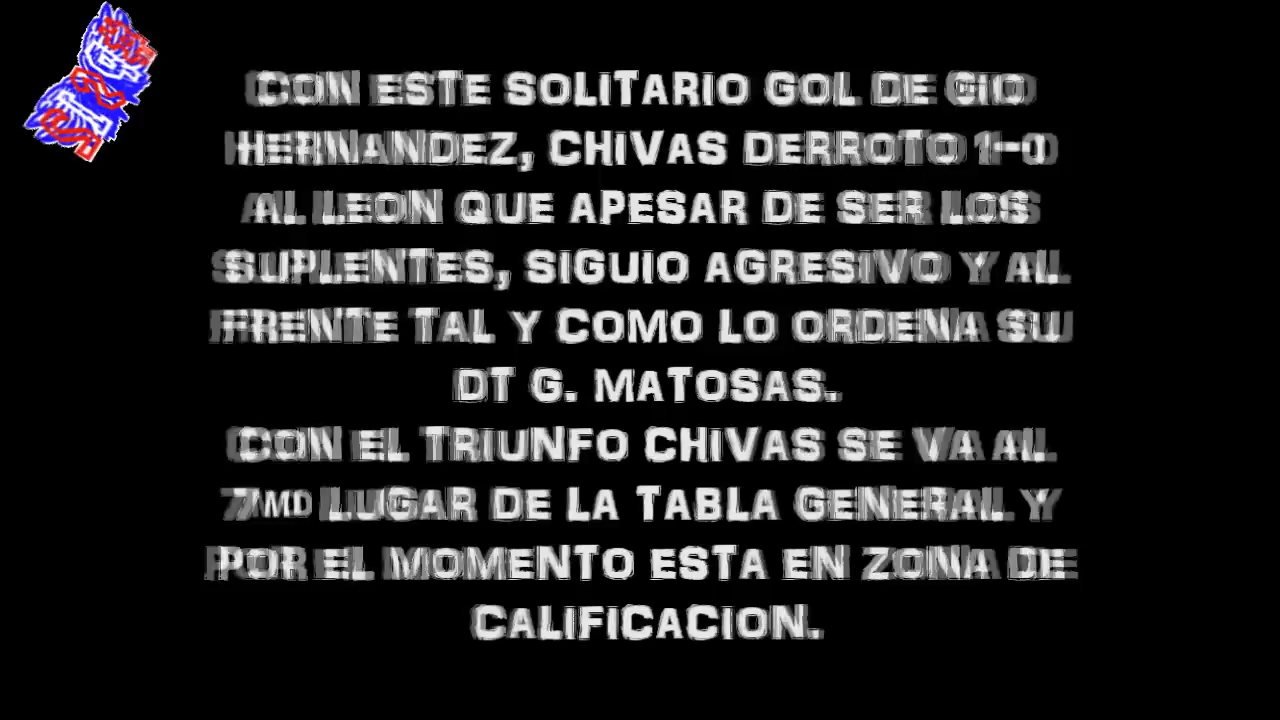 CON ESTE SOLITARIO GOL DE GIO
HERNANDEZ, CHIVAS DERROTO 1-0
AL LEON QUE APESAR DE SER LOS
SUPLENTES, SIGUIO AGRESIVO Y AL
FRENTE TAL Y COMO LO ORDENA SU
DT G. MATOSAS.
CON EL TRIUNFO CHIVAS SE VA AL
7MO LUGAR DE LA TABLA GENERAL Y
POR EL MOMENTO ESTA EN ZONA DE
CALIFICACION.